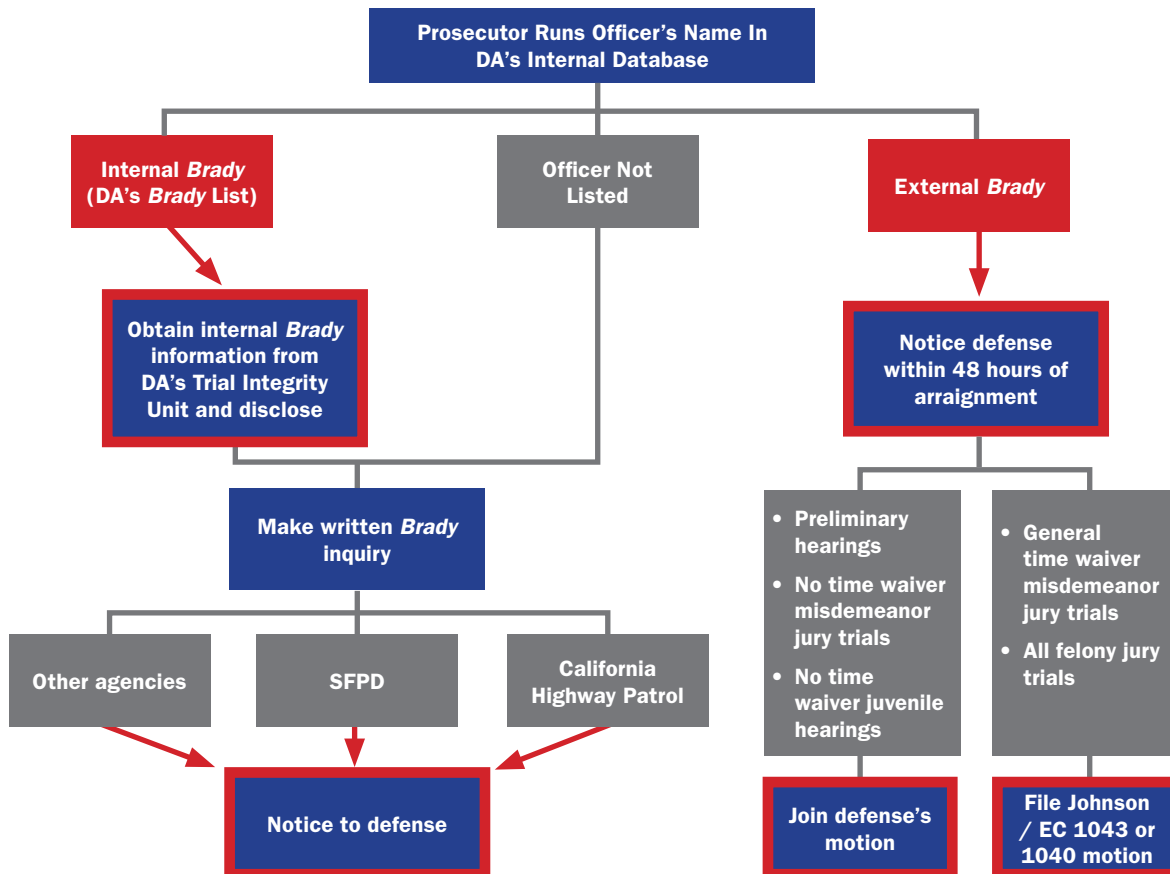 Prosecutor Runs Officer's Name In
DA's Internal Database
Internal Brady
(DA's Brady List)
Officer Not
Listed
External Brady
Obtain internal Brady
information from
DA's Trial Integrity
Unit and disclose
Notice defense
within 48 hours of
arraignment
Make written Brady
inquiry
• Preliminary
hearings
• No time waiver
misdemeanor
jury trials
• No time
waiver juvenile
hearings
• General
time waiver
misdemeanor
jury trials
• All felony jury
trials
Other agencies
SFPD
California
Highway Patrol
Notice to defense
Join defense's
motion
File Johnson
/ EC 1043 or
1040 motion